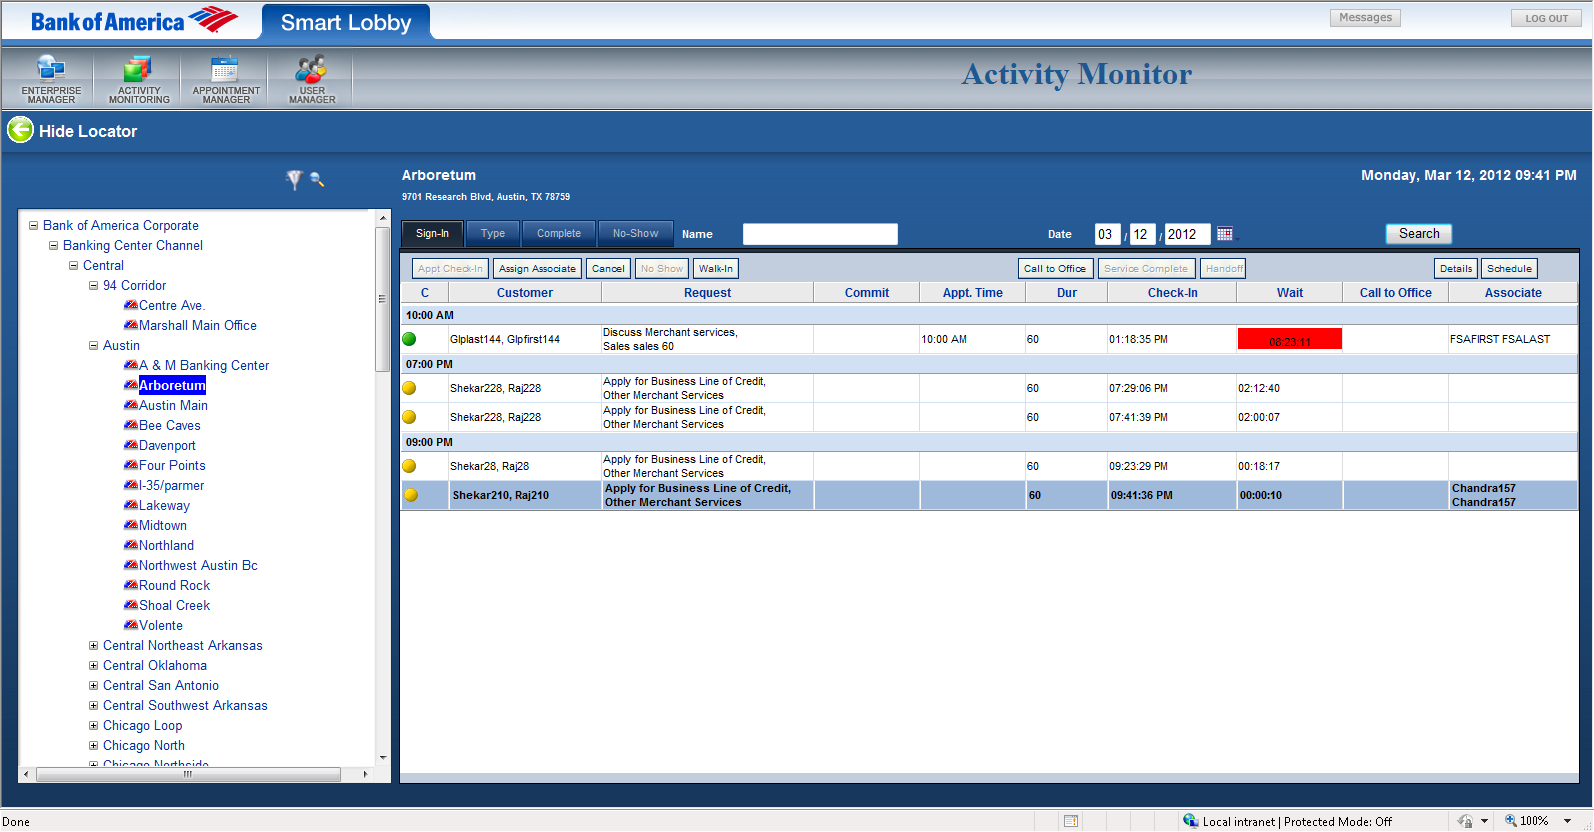 Bank of America
Smart Lobby
Messages
LOG OUT
ENTERPRISE
MANAGER
ACTIVITY
MONITORING
APPOINTMENT
MANAGER
USER
MANAGER
Activity Monitor
Hide Locator
Arboretum
Monday, Mar 12, 2012 09:41 PM
9701 Research Blvd, Austin, TX 78759
Bank of America Corporate
Banking Center Channel
Central
94 Corridor
Centre Ave.
Marshall Main Office
Austin
A & M Banking Center
Arboretum
Austin Main
Bee Caves
Davenport
Four Points
I-35/parmer
Lakeway
Midtown
Northland
Northwest Austin Bc
Round Rock
Shoal Creek
Volente
Central Northeast Arkansas
Central Oklahoma
Central San Antonio
Central Southwest Arkansas
Chicago Loop
Chicago North
Chicago Northside
Sign-In Type Complete No-Show Name Date 03 / 12 / 2012 Search
Appt Check-In Assign Associate Cancel No Show Walk-In Call to Office Service Complete Handoff Details Schedule
C Customer Request Commit Appt. Time Dur Check-In Wait Call to Office Associate
10:00 AM
Glplast144, Glpfirst144 Discuss Merchant services, 10:00 AM 60 01:18:35 PM 08:23:11 FSAFIRST FSALAST
Sales sales 60
07:00 PM
Shekar228, Raj228 Apply for Business Line of Credit, 60 07:29:06 PM 02:12:40
Other Merchant Services
Shekar228, Raj228 Apply for Business Line of Credit, 60 07:41:39 PM 02:00:07
Other Merchant Services
09:00 PM
Shekar28, Raj28 Apply for Business Line of Credit, 60 09:23:29 PM 00:18:17
Other Merchant Services
Shekar210, Raj210 Apply for Business Line of Credit, 60 09:41:36 PM 00:00:10 Chandra157
Other Merchant Services Chandra157
Done
Local intranet | Protected Mode: Off
100%